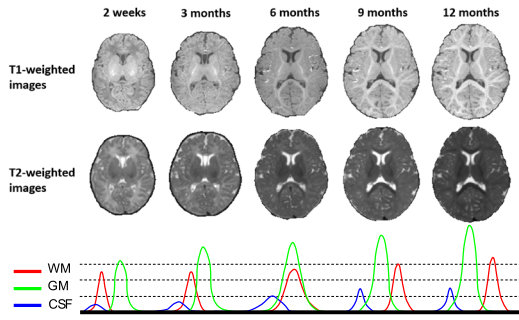 2 weeks 3 months 6 months 9 months 12 months
T1-weighted
images
T2-weighted
images
WM
GM
CSF